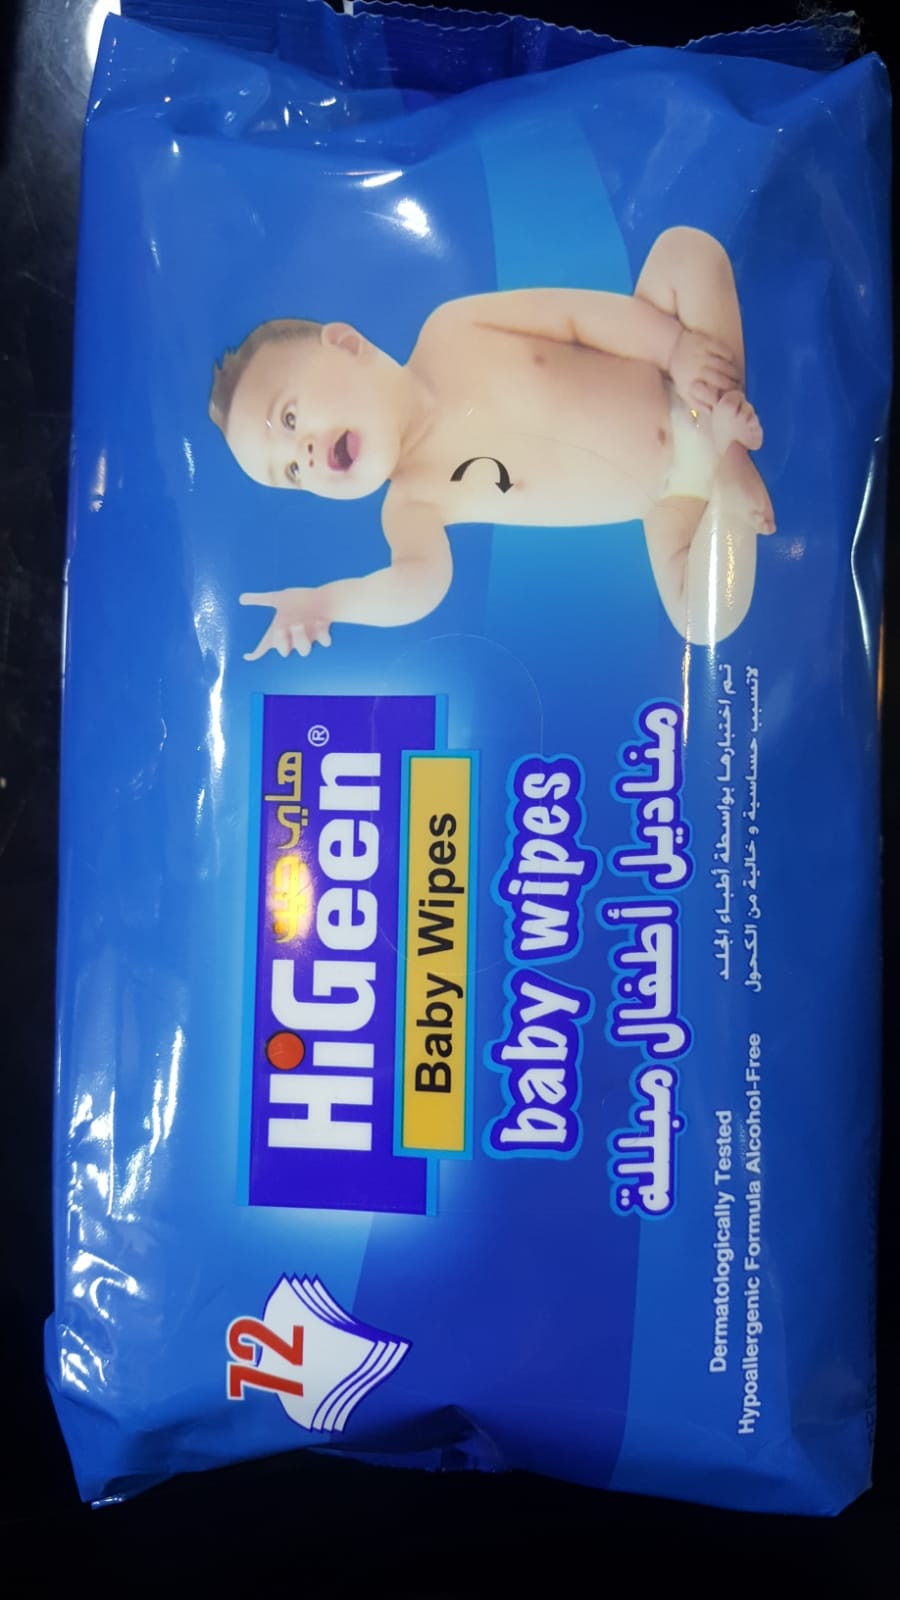 هاي جين
HiGeen®
Baby Wipes
baby wipes
مناديل أطفال مبللة
72
تم اختبارها بواسطة أطباء الجلد
لاتسبب حساسية و خالية من الكحول
Dermatologically Tested
Hypoallergenic Formula Alcohol-Free